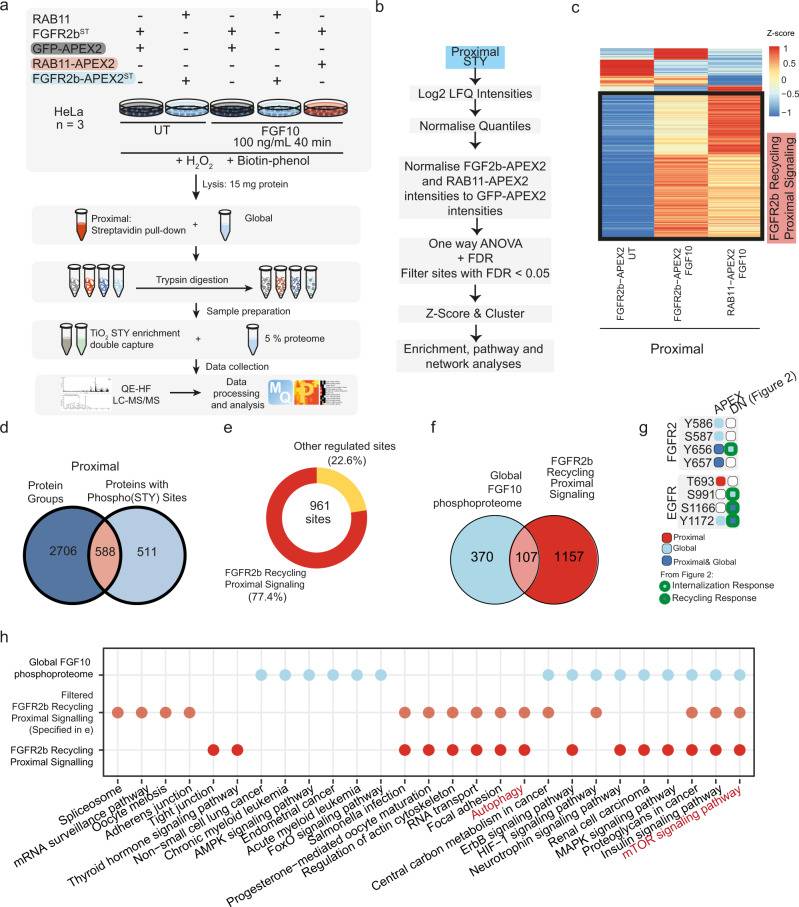 a
RAB11 - + - + -
FGFR2bST + - + - +
GFP-APEX2 + - + - -
RAB11-APEX2 - - - - +
FGFR2b-APEX2ST - + - + -
HeLa
n = 3
UT
FGF10
100 ng/mL 40 min
+ H2O2 + Biotin-phenol
Lysis: 15 mg protein
Proximal:
Streptavidin pull-down
+
Global
Trypsin digestion
Sample preparation
TiO2 STY enrichment
double capture
+
5 % proteome
Data collection
QE-HF
LC-MS/MS
Data
processing
and analysis
MQ
P
b
Proximal
STY
Log2 LFQ Intensities
Normalise Quantiles
Normalise FGF2b-APEX2
and RAB11-APEX2
intensities to GFP-APEX2
intensities
One way ANOVA
+ FDR
Filter sites with FDR < 0.05
Z-Score & Cluster
Enrichment, pathway and
network analyses
c
Z-score
1
0.5
0
−0.5
−1
FGFR2b Recycling
Proximal Signaling
FGFR2b−APEX2
UT
FGFR2b−APEX2
FGF10
RAB11−APEX2
FGF10
Proximal
d
Proximal
Protein
Groups
Proteins with
Phospho(STY) Sites
2706
588
511
e
Other regulated sites
(22.6%)
961
sites
FGFR2b Recycling
Proximal Signaling
(77.4%)
f
Global
FGF10
phosphoproteome
FGFR2b
Recycling
Proximal
Signaling
370
107
1157
g
APEX
DN (Figure 2)
FGFR2
Y586
S587
Y656
Y657
EGFR
T693
S991
S1166
Y1172
Proximal
Global
Proximal& Global
From Figure 2:
Internalization Response
Recycling Response
h
Global FGF10
phosphoproteome
Filtered
FGFR2b Recycling
Proximal Signalling
(Specified in e)
FGFR2b Recycling
Proximal Signalling
Spliceosome
mRNA surveillance pathway
Oocyte meiosis
Adherens junction
Tight junction
Thyroid hormone signaling pathway
Non−small cell lung cancer
Chronic myeloid leukemia
AMPK signaling pathway
Endometrial cancer
Acute myeloid leukemia
FoxO signaling pathway
Salmonella infection
Progesterone−mediated oocyte maturation
Regulation of actin cytoskeleton
RNA transport
Focal adhesion
Autophagy
Central carbon metabolism in cancer
ErbB signaling pathway
HIF−1 signaling pathway
Neurotrophin signaling pathway
Renal cell carcinoma
MAPK signaling pathway
Proteoglycans in cancer
Insulin signaling pathway
mTOR signaling pathway